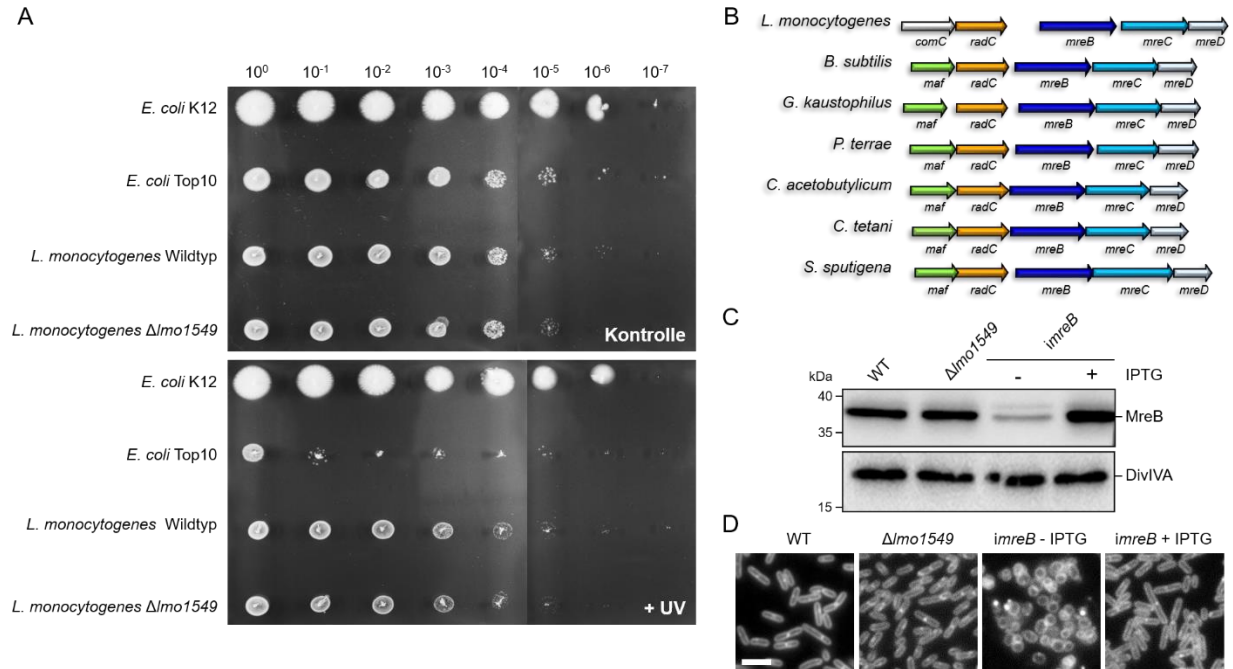 A
10⁰ 10⁻¹ 10⁻² 10⁻³ 10⁻⁴ 10⁻⁵ 10⁻⁶ 10⁻⁷
E. coli K12
E. coli Top10
L. monocytogenes Wildtyp
L. monocytogenes Δlmo1549
Kontrolle
E. coli K12
E. coli Top10
L. monocytogenes Wildtyp
L. monocytogenes Δlmo1549
+ UV
B
L. monocytogenes
comC radC mreB mreC mreD
B. subtilis
maf radC mreB mreC mreD
G. kaustophilus
maf radC mreB mreC mreD
P. terrae
maf radC mreB mreC mreD
C. acetobutylicum
maf radC mreB mreC mreD
C. tetani
maf radC mreB mreC mreD
S. sputigena
maf radC mreB mreC mreD
C
WT Δlmo1549 imreB
kDa - + IPTG
40
MreB
35
DivIVA
15
D
WT Δlmo1549 imreB - IPTG imreB + IPTG